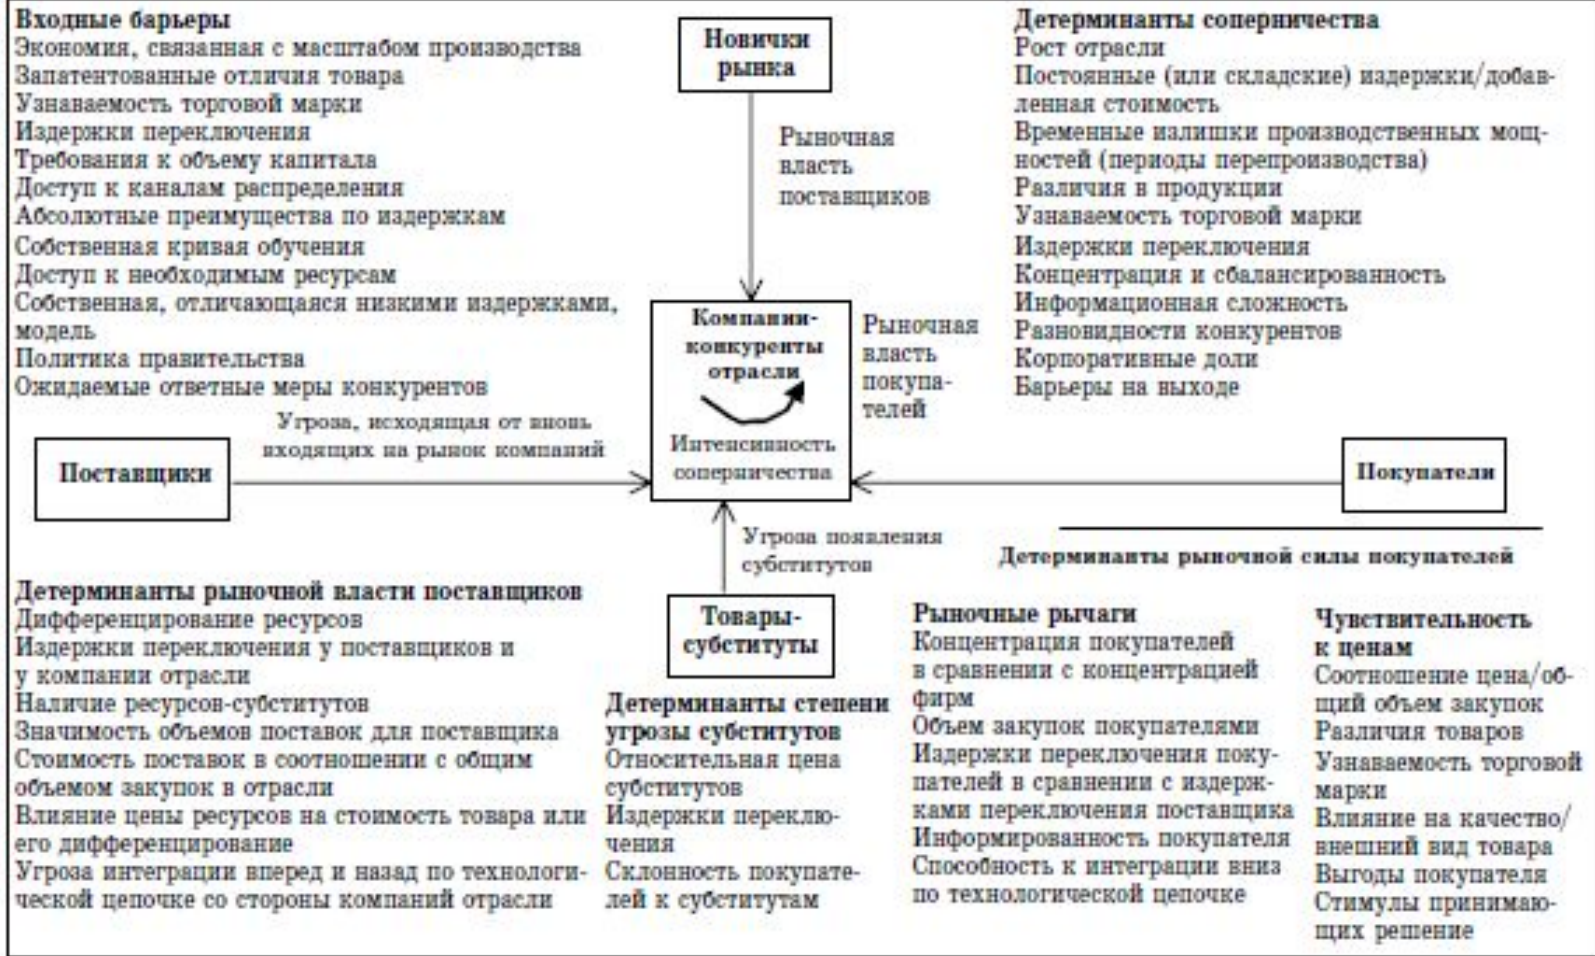 Входные барьеры
Экономия, связанная с масштабом производства
Запатентованные отличия товара
Узнаваемость торговой марки
Издержки переключения
Требования к объему капитала
Доступ к каналам распределения
Абсолютные преимущества по издержкам
Собственная кривая обучения
Доступ к необходимым ресурсам
Собственная, отличающаяся низкими издержками,
модель
Политика правительства
Ожидаемые ответные меры конкурентов
Новички
рынка
Рыночная
власть
поставщиков
Детерминанты соперничества
Рост отрасли
Постоянные (или складские) издержки/добав-
ленная стоимость
Временные излишки производственных мощ-
ностей (периоды перепроизводства)
Различия в продукции
Узнаваемость торговой марки
Издержки переключения
Концентрация и сбалансированность
Информационная сложность
Разновидности конкурентов
Корпоративные доли
Барьеры на выходе
Компании-
конкуренты
отрасли
Интенсивность
соперничества
Рыночная
власть
покупа-
телей
Угроза, исходящая от вновь
входящих на рынок компаний
Поставщики
Покупатели
Угроза появления
субститутов
Товары-
субституты
Детерминанты рыночной силы покупателей
Детерминанты рыночной власти поставщиков
Дифференцирование ресурсов
Издержки переключения у поставщиков и
у компании отрасли
Наличие ресурсов-субститутов
Значимость объемов поставок для поставщика
Стоимость поставок в соотношении с общим
объемом закупок в отрасли
Влияние цены ресурсов на стоимость товара или
его дифференцирование
Угроза интеграции вперед и назад по технологи-
ческой цепочке со стороны компаний отрасли
Детерминанты степени
угрозы субститутов
Относительная цена
субститутов
Издержки переклю-
чения
Склонность покупате-
лей к субститутам
Рыночные рычаги
Концентрация покупателей
в сравнении с концентрацией
фирм
Объем закупок покупателями
Издержки переключения поку-
пателей в сравнении с издерж-
ками переключения поставщика
Информированность покупателя
Способность к интеграции вниз
по технологической цепочке
Чувствительность
к ценам
Соотношение цена/об-
щий объем закупок
Различия товаров
Узнаваемость торговой
марки
Влияние на качество/
внешний вид товара
Выгоды покупателя
Стимулы принимаю-
щих решение